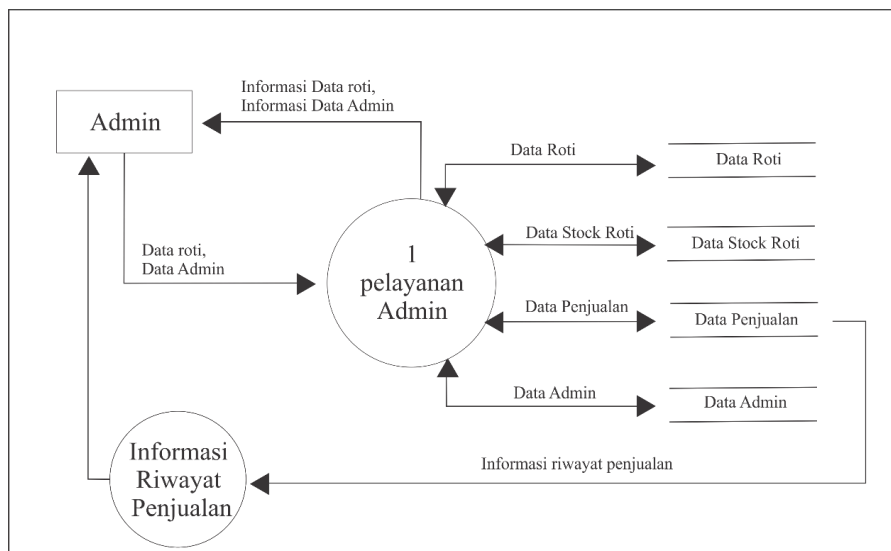 Informasi Data roti,
Informasi Data Admin
Admin
Data Roti
Data Roti
1
pelayanan
Admin
Data Stock Roti
Data Stock Roti
Data roti,
Data Admin
Data Penjualan
Data Penjualan
Data Admin
Data Admin
Informasi
Riwayat
Penjualan
Informasi riwayat penjualan